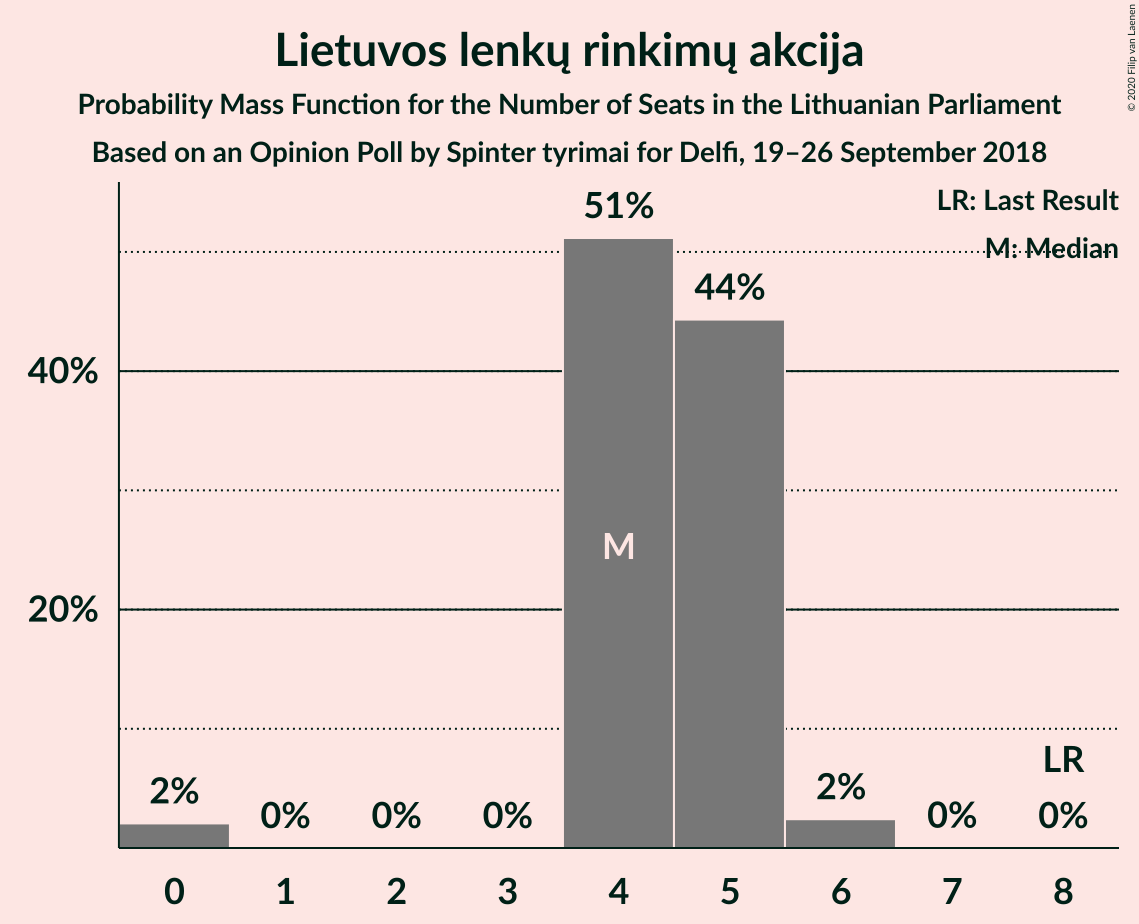 Lietuvos lenkų rinkimų akcija
Probability Mass Function for the Number of Seats in the Lithuanian Parliament
Based on an Opinion Poll by Spinter tyrimai for Delfi, 19–26 September 2018
© 2020 Filip van Laenen
LR: Last Result
M: Median
51%
44%
40%
M
20%
LR
2%
0%
0%
0%
2%
0%
0%
0 1 2 3 4 5 6 7 8